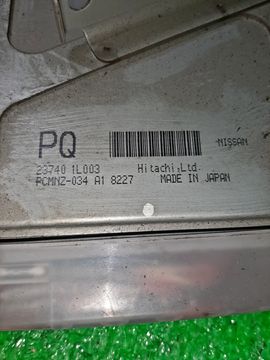 PQ
-NISSAN-
23740 1L003 Hitachi,Ltd.
PCMNZ-034 A1 8227 MADE IN JAPAN